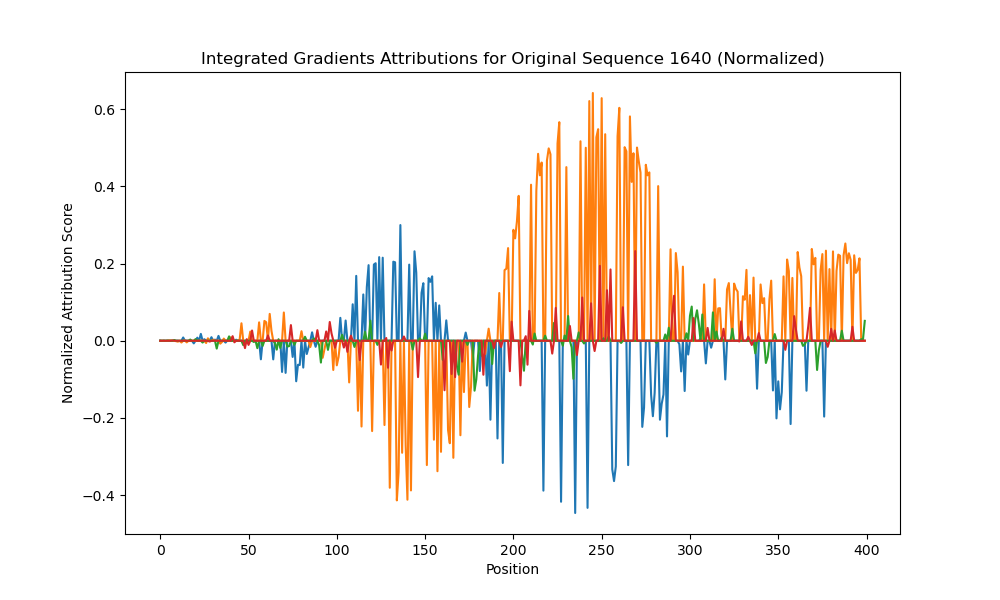 Integrated Gradients Attributions for Original Sequence 1640 (Normalized)
Normalized Attribution Score
0.6
0.4
0.2
0.0
−0.2
−0.4
0 50 100 150 200 250 300 350 400
Position